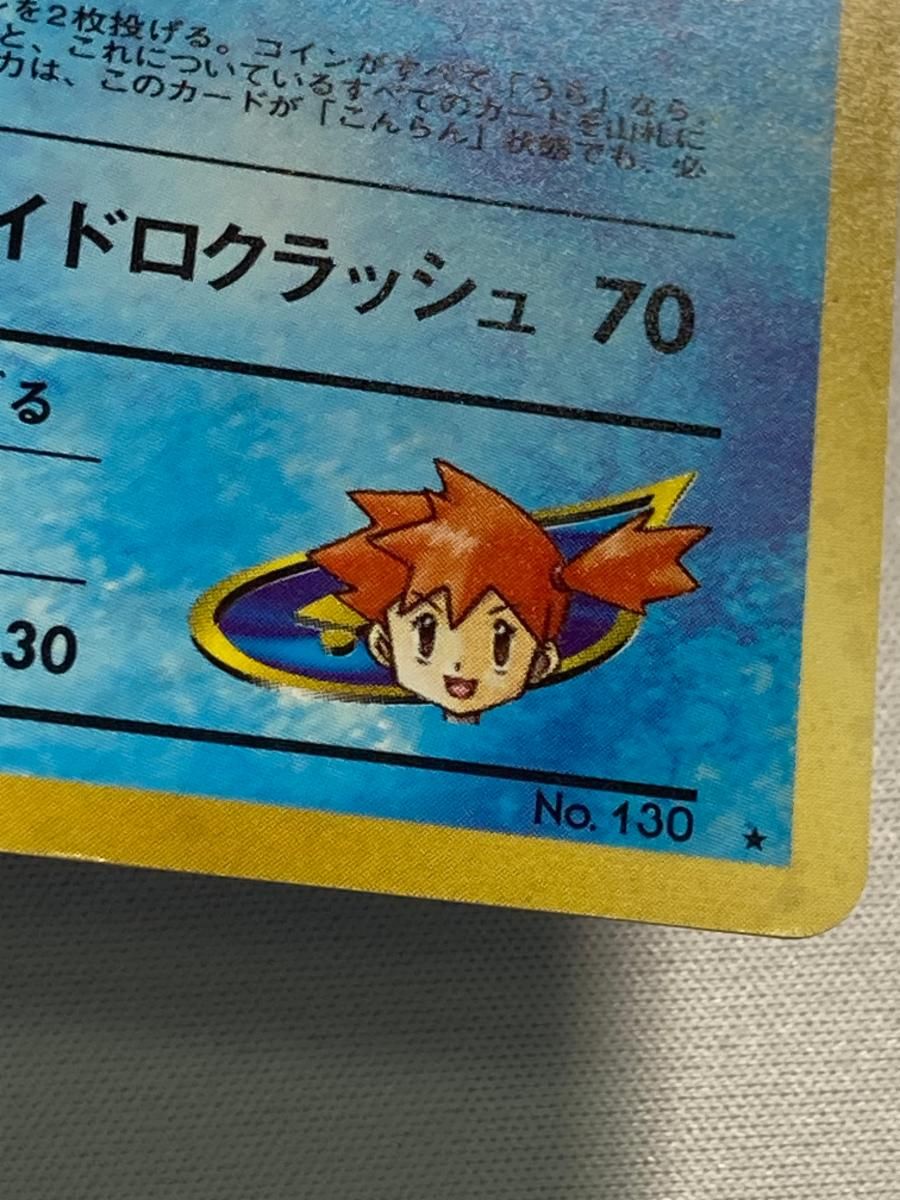 を2枚投げる。コインがすべて「うら」なら、
と、これについているすべてのカードを山札に
力は、このカードが「こんらん」状態でも、必
イドロクラッシュ 70
る
30
No. 130 ★